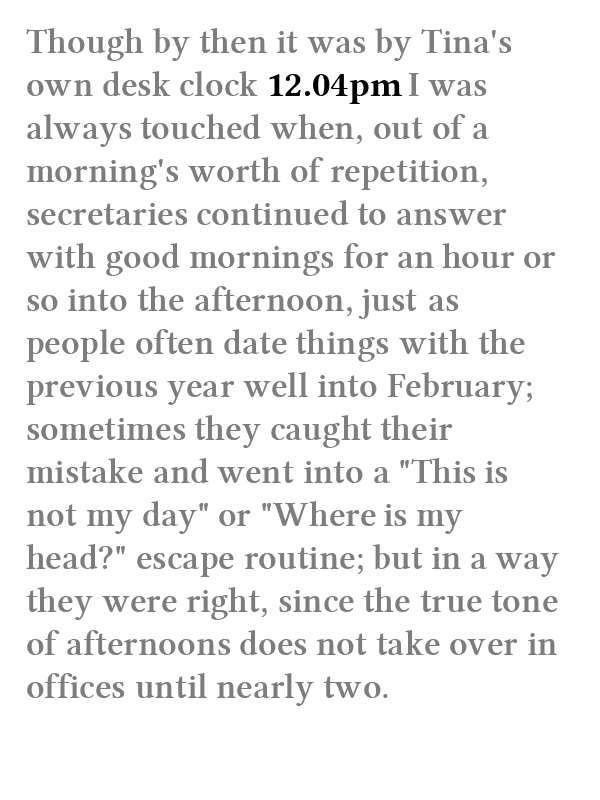 Though by then it was by Tina's
own desk clock 12.04pm I was
always touched when, out of a
morning's worth of repetition,
secretaries continued to answer
with good mornings for an hour or
so into the afternoon, just as
people often date things with the
previous year well into February;
sometimes they caught their
mistake and went into a "This is
not my day" or "Where is my
head?" escape routine; but in a way
they were right, since the true tone
of afternoons does not take over in
offices until nearly two.